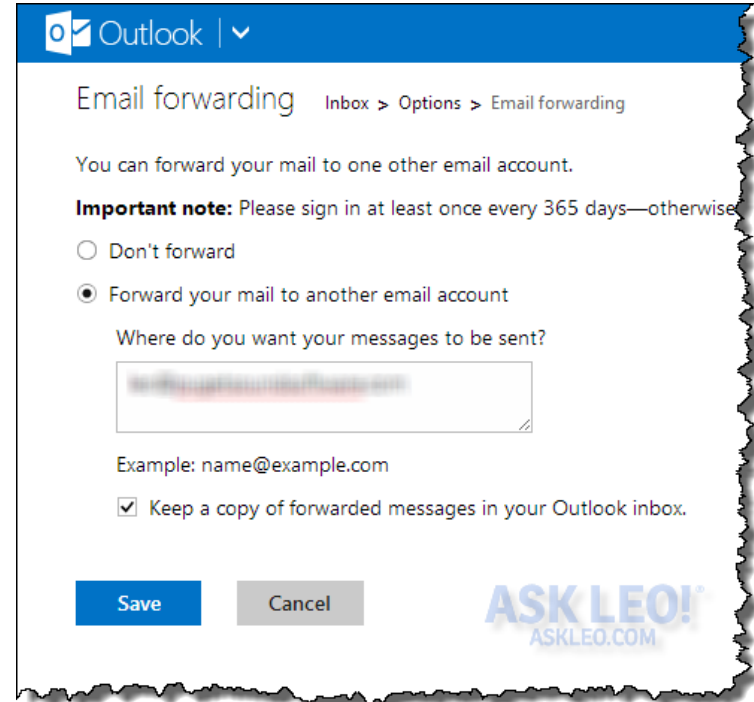 Outlook
Email forwarding Inbox > Options > Email forwarding
You can forward your mail to one other email account.
Important note: Please sign in at least once every 365 days—otherwise
Don't forward
Forward your mail to another email account
Where do you want your messages to be sent?
Example: name@example.com
Keep a copy of forwarded messages in your Outlook inbox.
Save Cancel
ASK LEO!®
ASKLEO.COM